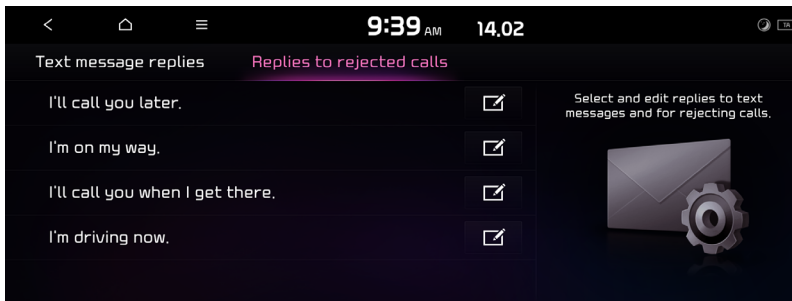 9:39 AM 14.02
TA
Text message replies Replies to rejected calls
I'll call you later.
I'm on my way.
I'll call you when I get there.
I'm driving now.
Select and edit replies to text
messages and for rejecting calls.